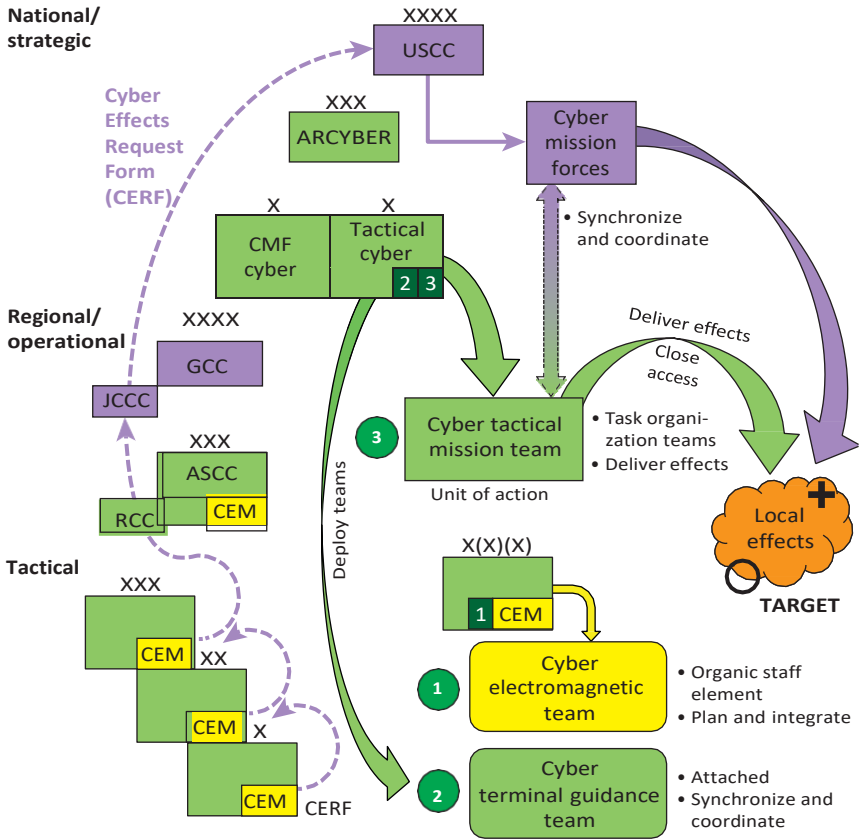 National/
strategic
XXXX
USCC
Cyber
Effects
Request
Form
(CERF)
XXX
ARCYBER
Cyber
mission
forces
X
X
CMF
cyber
Tactical
cyber
2
3
• Synchronize
and coordinate
Regional/
operational
XXXX
GCC
JCCC
Deliver effects
Close
access
3
Cyber tactical
mission team
Unit of action
• Task organi-
zation teams
• Deliver effects
XXX
ASCC
CEM
RCC
Local
effects
TARGET
Deploy teams
Tactical
XXX
CEM
XX
CEM
X
CEM
CERF
X(X)(X)
1
CEM
1
Cyber
electromagnetic
team
• Organic staff
element
• Plan and integrate
2
Cyber
terminal guidance
team
• Attached
• Synchronize and
coordinate